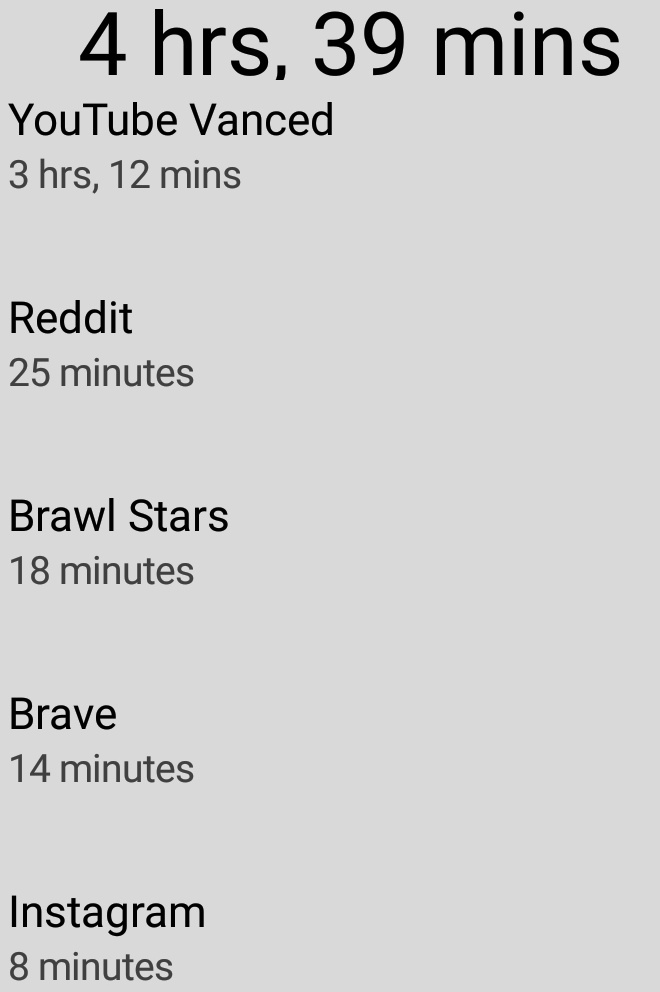 4 hrs, 39 mins
YouTube Vanced
3 hrs, 12 mins
Reddit
25 minutes
Brawl Stars
18 minutes
Brave
14 minutes
Instagram
8 minutes